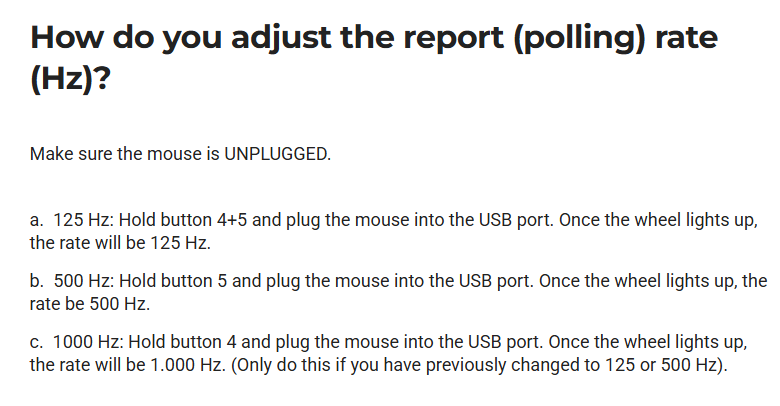 How do you adjust the report (polling) rate
(Hz)?
Make sure the mouse is UNPLUGGED.
a.  125 Hz: Hold button 4+5 and plug the mouse into the USB port. Once the wheel lights up,
the rate will be 125 Hz.
b.  500 Hz: Hold button 5 and plug the mouse into the USB port. Once the wheel lights up, the
rate be 500 Hz.
c.  1000 Hz: Hold button 4 and plug the mouse into the USB port. Once the wheel lights up,
the rate will be 1.000 Hz. (Only do this if you have previously changed to 125 or 500 Hz).